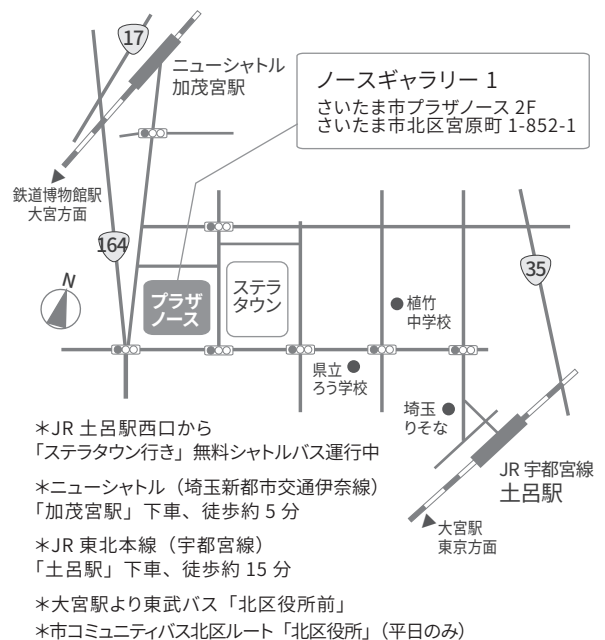 17
ニューシャトル
加茂宮駅
ノースギャラリー 1
さいたま市プラザノース 2F
さいたま市北区宮原町 1-852-1
鉄道博物館駅
大宮方面
164
N
プラザ
ノース
ステラ
タウン
植竹
中学校
35
県立
ろう学校
埼玉
りそな
JR 宇都宮線
土呂駅
大宮駅
東京方面
＊JR 土呂駅西口から
「ステラタウン行き」無料シャトルバス運行中
＊ニューシャトル（埼玉新都市交通伊奈線）
「加茂宮駅」下車、徒歩約 5 分
＊JR 東北本線（宇都宮線）
「土呂駅」下車、徒歩約 15 分
＊大宮駅より東武バス「北区役所前」
＊市コミュニティバス北区ルート「北区役所」（平日のみ）